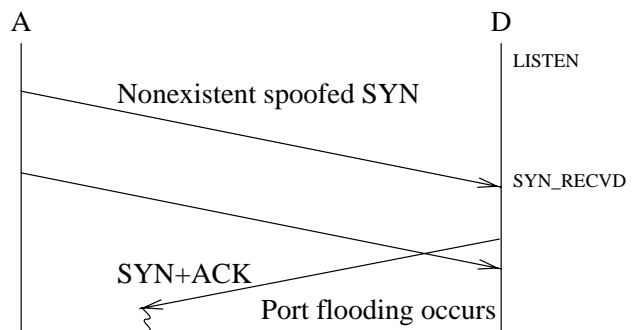 A
D
LISTEN
Nonexistent spoofed SYN
SYN_RECVD
SYN+ACK
Port flooding occurs